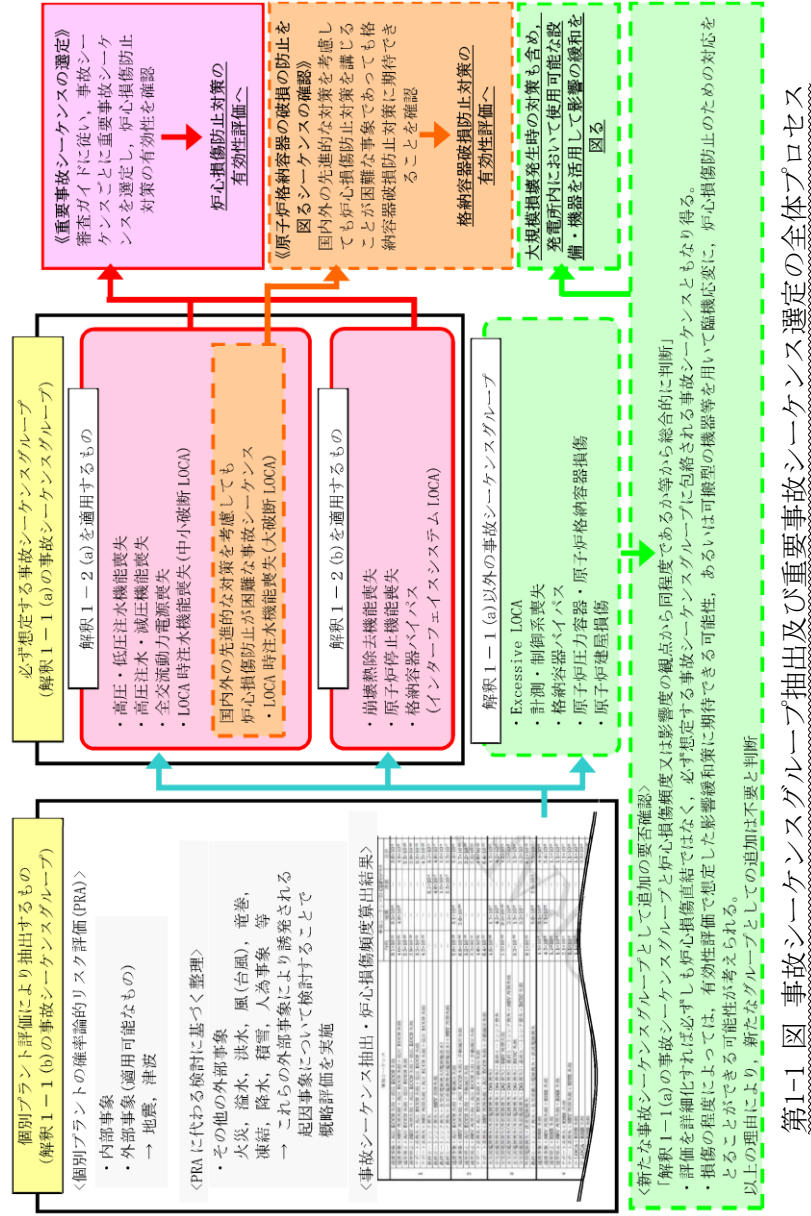 個別プラント評価により抽出するもの
(解釈1-1(b)の事故シーケンスグループ)
<個別プラントの確率論的リスク評価(PRA)>
・内部事象
・外部事象(適用可能なもの)
→ 地震，津波
<PRAに代わる検討に基づく整理>
・その他の外部事象
火災，溢水，洪水，風(台風)，竜巻，
凍結，降水，積雪，人為事象 等
→ これらの外部事象により誘発される
起因事象について検討することで
概略評価を実施
<事故シーケンス抽出・炉心損傷頻度算出結果>
必ず想定する事故シーケンスグループ
(解釈1-1(a)の事故シーケンスグループ)
解釈1-2(a)を適用するもの
・高圧・低圧注水機能喪失
・高圧注水・減圧機能喪失
・全交流動力電源喪失
・LOCA時注水機能喪失(中小破断LOCA)
国内外の先進的な対策を考慮しても
炉心損傷防止が困難な事故シーケンス
・LOCA時注水機能喪失(大破断LOCA)
解釈1-2(b)を適用するもの
・崩壊熱除去機能喪失
・原子炉停止機能喪失
・格納容器バイパス
(インターフェイスシステムLOCA)
解釈1-1(a)以外の事故シーケンスグループ
・Excessive LOCA
・計測・制御系喪失
・格納容器バイパス
・原子炉圧力容器・原子炉格納容器損傷
・原子炉建屋損傷
《重要事故シーケンスの選定》
審査ガイドに従い，事故シー
ケンスごとに重要事故シーケ
ンスを選定し，炉心損傷防止
対策の有効性を確認
炉心損傷防止対策の
有効性評価へ
《原子炉格納容器の破損の防止を
図るシーケンスの確認》
国内外の先進的な対策を考慮し
ても炉心損傷防止対策を講じる
ことが困難な事象であっても格
納容器破損防止対策に期待でき
ることを確認
格納容器破損防止対策の
有効性評価へ
大規模損壊発生時の対策も含め，
発電所内において使用可能な設
備・機器を活用して影響の緩和を
図る
<新たな事故シーケンスグループとして追加の要否確認>
「解釈1-1(a)の事故シーケンスグループと炉心損傷頻度又は影響度の観点から同程度であるか等から総合的に判断」
・評価を詳細化すれば必ずしも炉心損傷直結ではなく，必ず想定する事故シーケンスグループに包絡される事故シーケンスともなり得る。
・損傷の程度によっては，有効性評価で想定した影響緩和策に期待できる可能性，あるいは可搬型の機器等を用いて臨機応変に，炉心損傷防止のための対応を
とることができる可能性が考えられる。
以上の理由により，新たなグループとしての追加は不要と判断
第1-1図 事故シーケンスグループ抽出及び重要事故シーケンス選定の全体プロセス